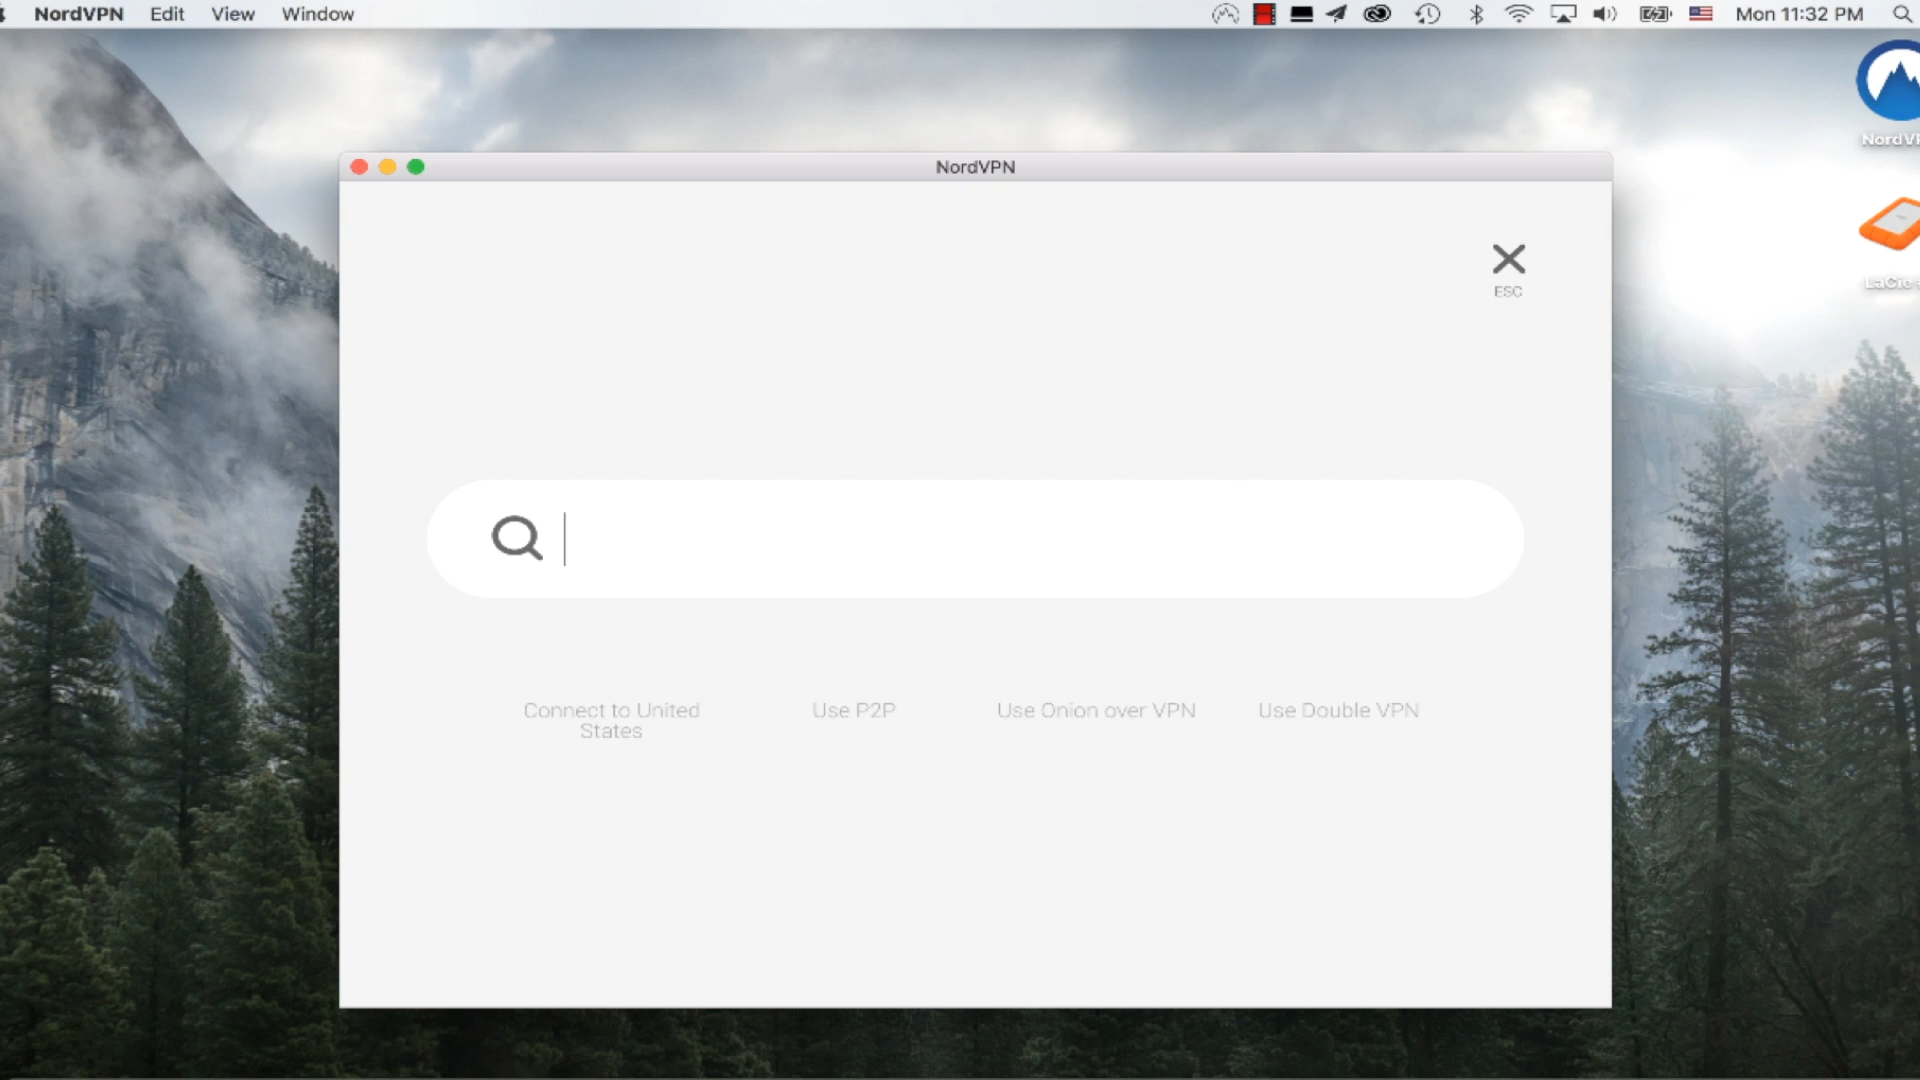 NordVPN Edit View Window Mon 11:32 PM
NordVPN
ESC
Connect to United
States
Use P2P
Use Onion over VPN
Use Double VPN